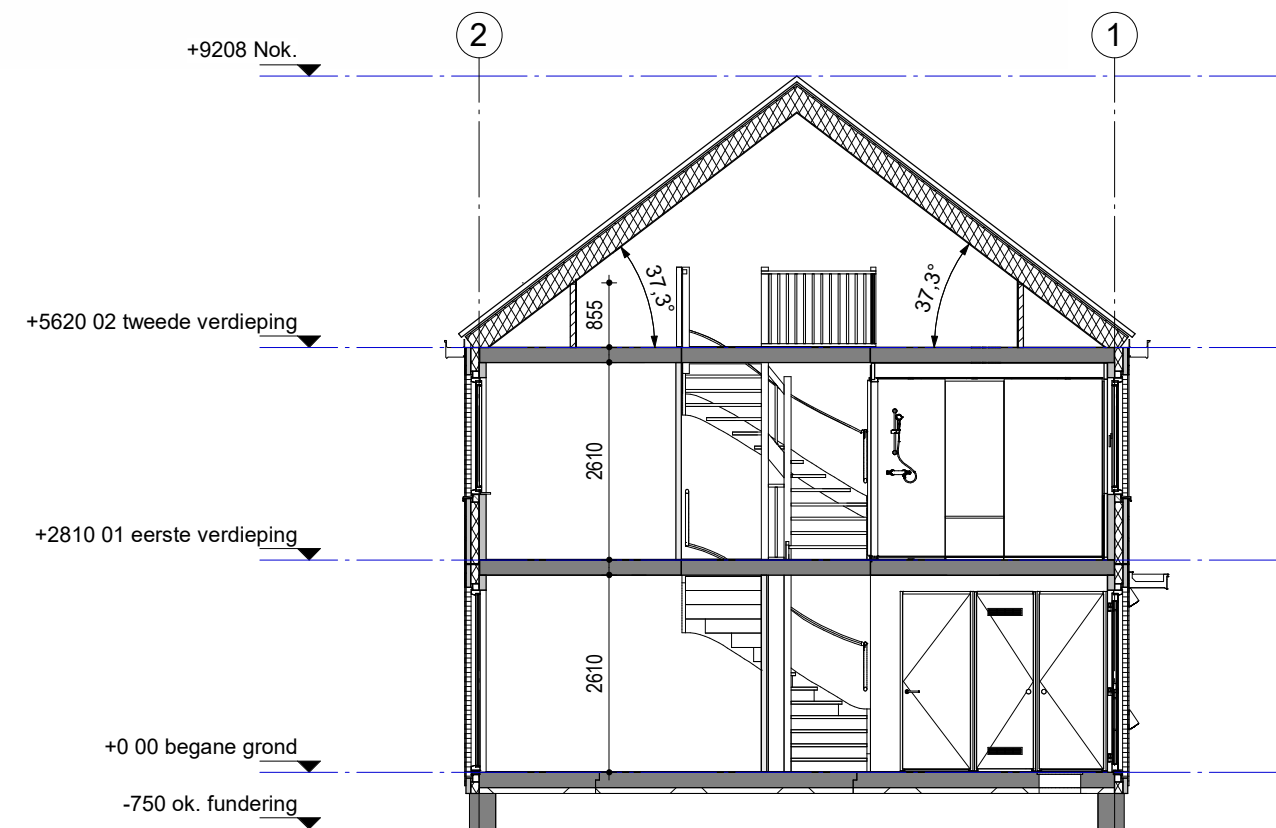 2
1
+9208 Nok.
37,3°
37,3°
855
+5620 02 tweede verdieping
2610
+2810 01 eerste verdieping
2610
+0 00 begane grond
-750 ok. fundering